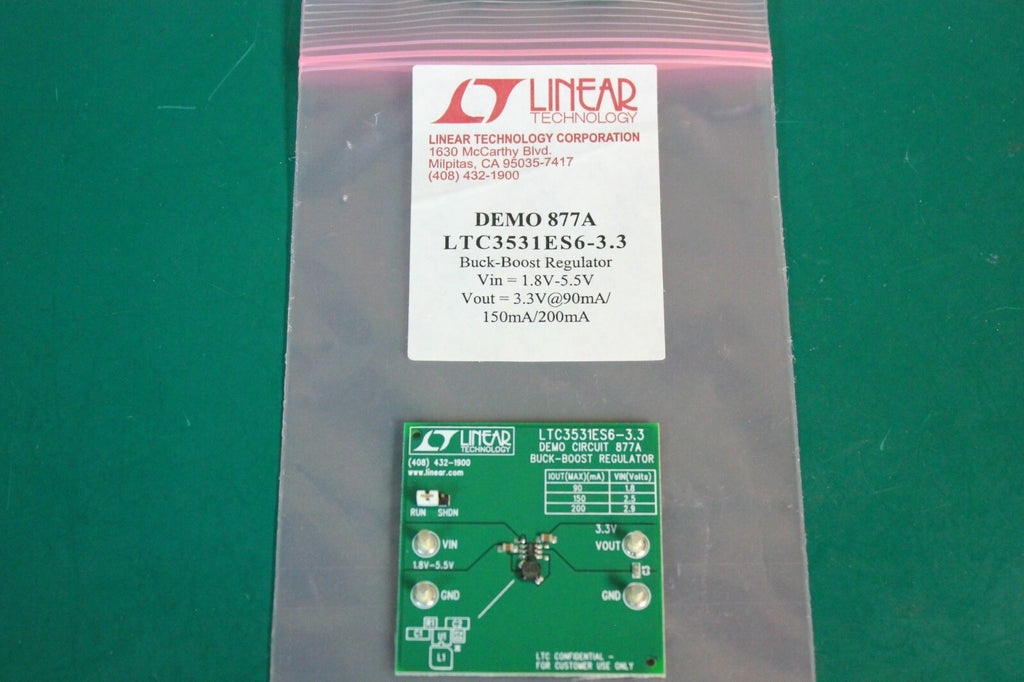 LINEAR
TECHNOLOGY
LINEAR TECHNOLOGY CORPORATION
1630 McCarthy Blvd.
Milpitas, CA 95035-7417
(408) 432-1900
DEMO 877A
LTC3531ES6-3.3
Buck-Boost Regulator
Vin = 1.8V-5.5V
Vout = 3.3V@90mA/
150mA/200mA
LINEAR
TECHNOLOGY
(408) 432-1900
www.linear.com
LTC3531ES6-3.3
DEMO CIRCUIT 877A
BUCK-BOOST REGULATOR
IOUT(MAX)(mA) VIN(Volts)
90 1.8
150 2.5
200 2.9
RUN SHDN
3.3V
VIN
VOUT
1.8V-5.5V
GND
GND
R1 C2
C1 U1
L1
LTC CONFIDENTIAL -
FOR CUSTOMER USE ONLY